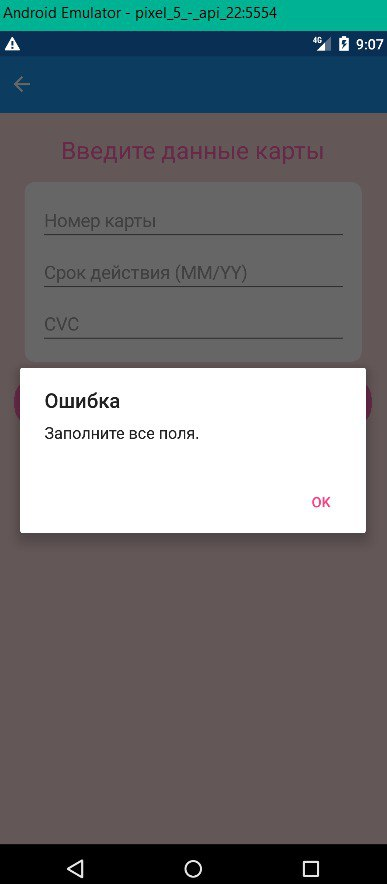 Android Emulator - pixel_5_-_api_22:5554
4G 9:07
Введите данные карты
Номер карты
Срок действия (MM/YY)
CVC
Ошибка
Заполните все поля.
OK